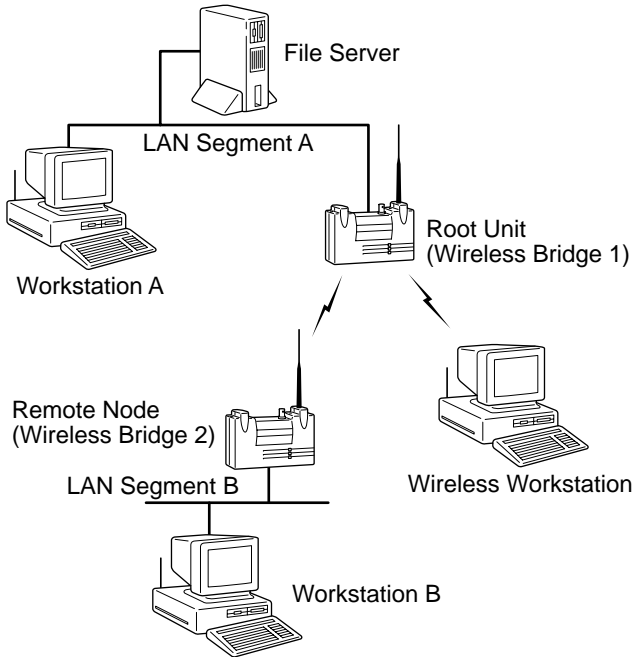 File Server
LAN Segment A
Root Unit
(Wireless Bridge 1)
Workstation A
Remote Node
(Wireless Bridge 2)
LAN Segment B
Wireless Workstation
Workstation B